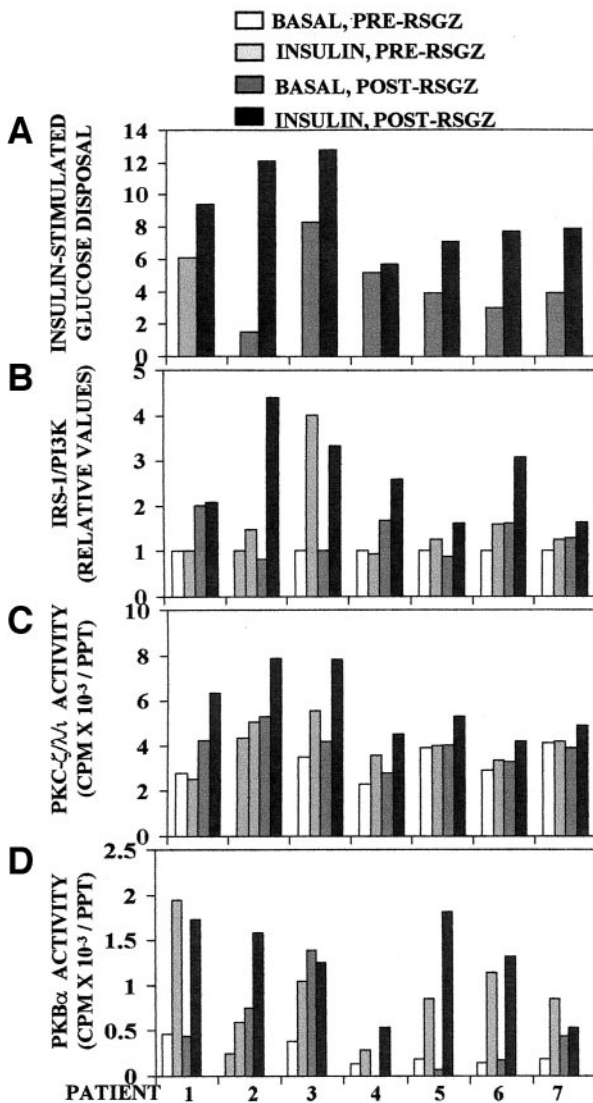 BASAL, PRE-RSGZ
INSULIN, PRE-RSGZ
BASAL, POST-RSGZ
INSULIN, POST-RSGZ
A
INSULIN-STIMULATED
GLUCOSE DISPOSAL
14
12
10
8
6
4
2
0
B
IRS-1/PI3K
(RELATIVE VALUES)
5
4
3
2
1
0
C
PKC-ζ/λ/ι ACTIVITY
(CPM X 10⁻³ / PPT)
10
8
6
4
2
0
D
PKBα ACTIVITY
(CPM X 10⁻³ / PPT)
2.5
2
1.5
1
0.5
0
PATIENT 1 2 3 4 5 6 7